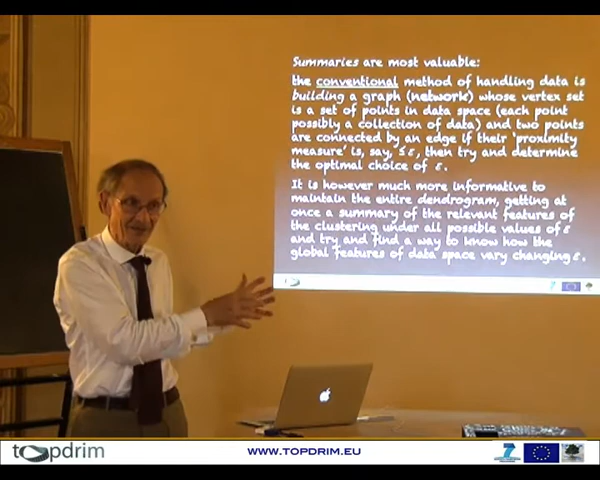 Summaries are most valuable:
the conventional method of handling data is
building a graph (network) whose vertex set
is a set of points in data space (each point
possibly a collection of data) and two points
are connected by an edge if their 'proximity
measure' is, say, ≤ ε, then try and determine
the optimal choice of ε.
It is however much more informative to
maintain the entire dendrogram, getting at
once a summary of the relevant features of
the clustering under all possible values of ε
and try and find a way to know how the
global features of data space vary changing ε.
topdrim
WWW.TOPDRIM.EU